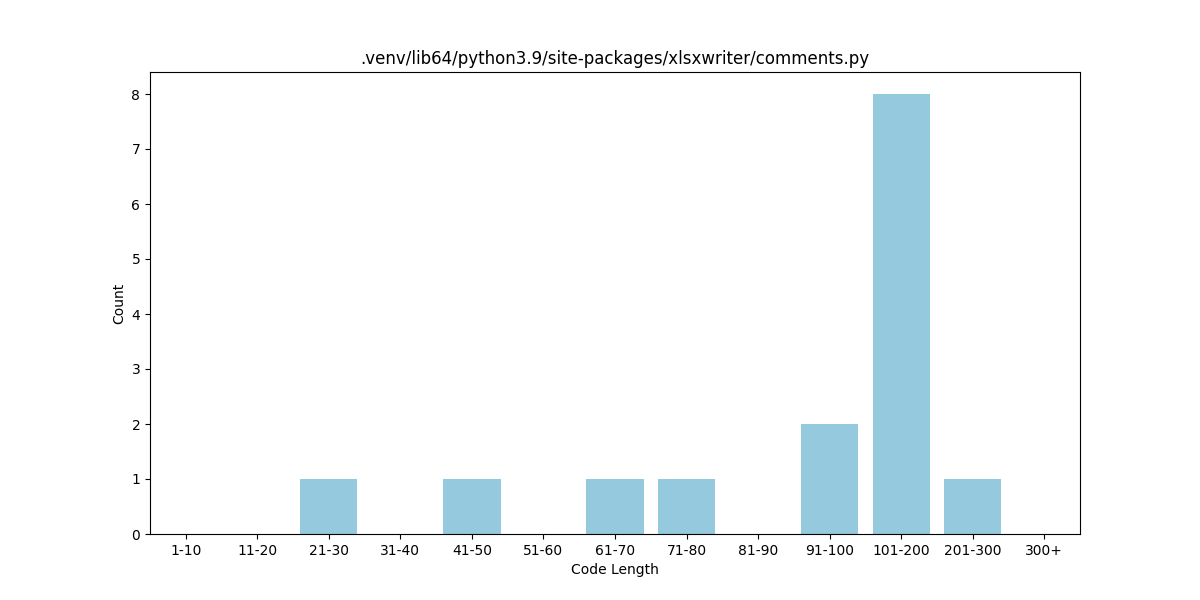 .venv/lib64/python3.9/site-packages/xlsxwriter/comments.py
Count
8
7
6
5
4
3
2
1
0
1-10 11-20 21-30 31-40 41-50 51-60 61-70 71-80 81-90 91-100 101-200 201-300 300+
Code Length